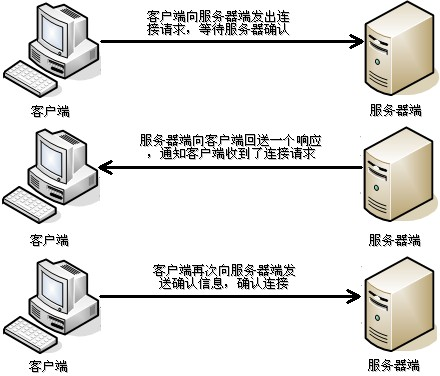 客户端向服务器端发出连
接请求，等待服务器确认
客户端
服务器端
服务器端向客户端回送一个响应
，通知客户端收到了连接请求
客户端
服务器端
客户端再次向服务器端发
送确认信息，确认连接
客户端
服务器端